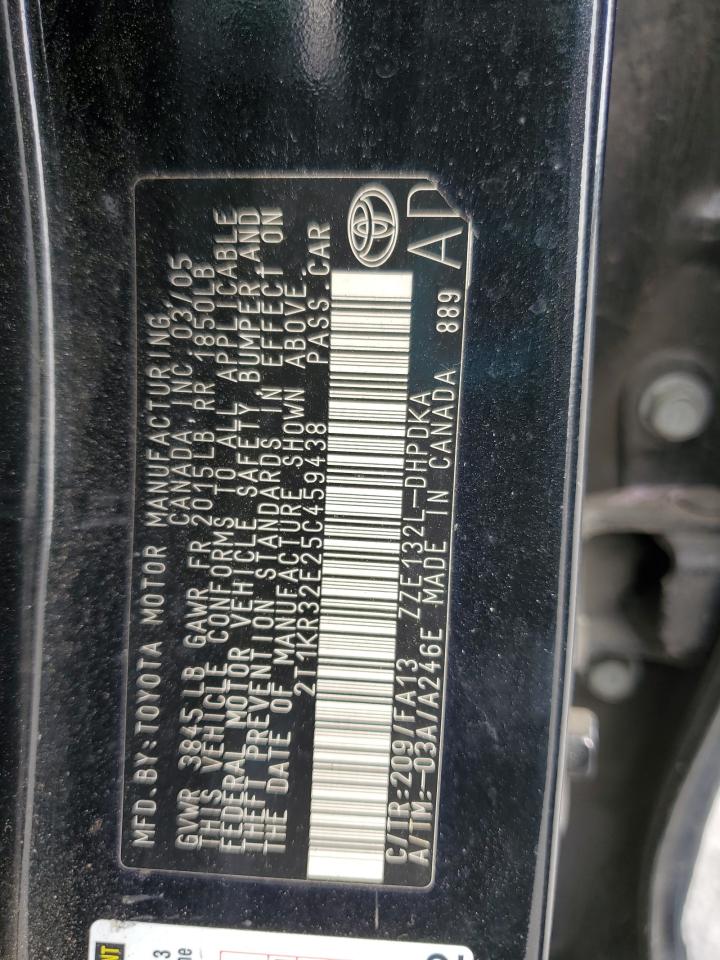 MFD.BY:TOYOTA MOTOR MANUFACTURING
CANADA, INC. 03/05
GVWR 3845LB GAWR FR 2015LB RR 1850LB
THIS VEHICLE CONFORMS TO ALL APPLICABLE
FEDERAL MOTOR VEHICLE SAFETY, BUMPER, AND
THEFT PREVENTION STANDARDS IN EFFECT ON
THE DATE OF MANUFACTURE SHOWN ABOVE.
2T1KR32E25C459438 PASS.CAR
C/TR:209/FA13 ZZE132L-DHPDKA
A/TM:-03A/A246E MADE IN CANADA 889
AD